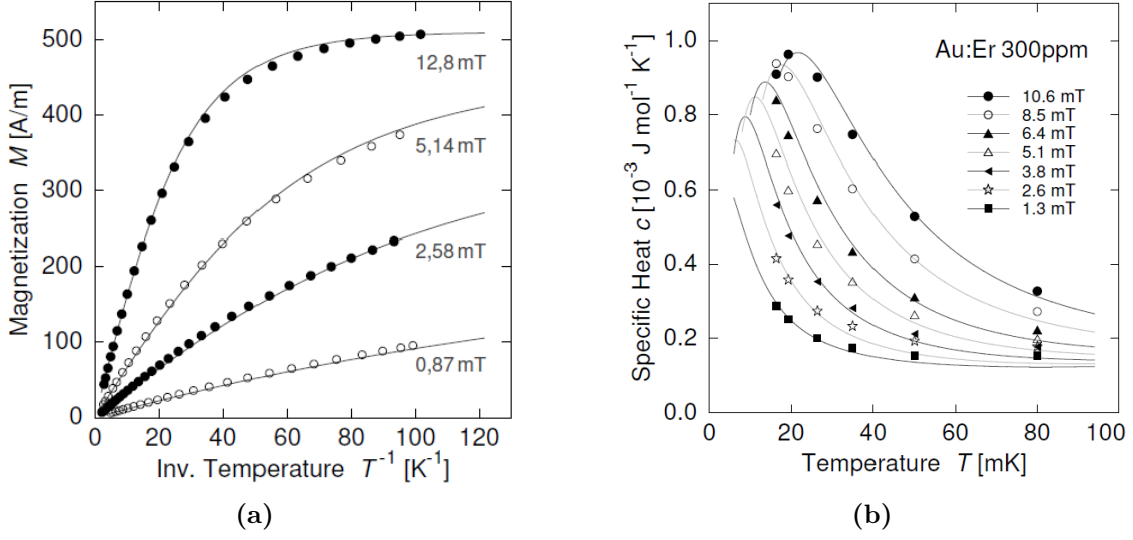 500
400
300
200
100
0
Magnetization M [A/m]
12,8 mT
5,14 mT
2,58 mT
0,87 mT
0 20 40 60 80 100 120
Inv. Temperature T⁻¹ [K⁻¹]
(a)
1.0
0.8
0.6
0.4
0.2
0.0
Specific Heat c [10⁻³ J mol⁻¹ K⁻¹]
Au:Er 300ppm
10.6 mT
8.5 mT
6.4 mT
5.1 mT
3.8 mT
2.6 mT
1.3 mT
0 20 40 60 80 100
Temperature T [mK]
(b)